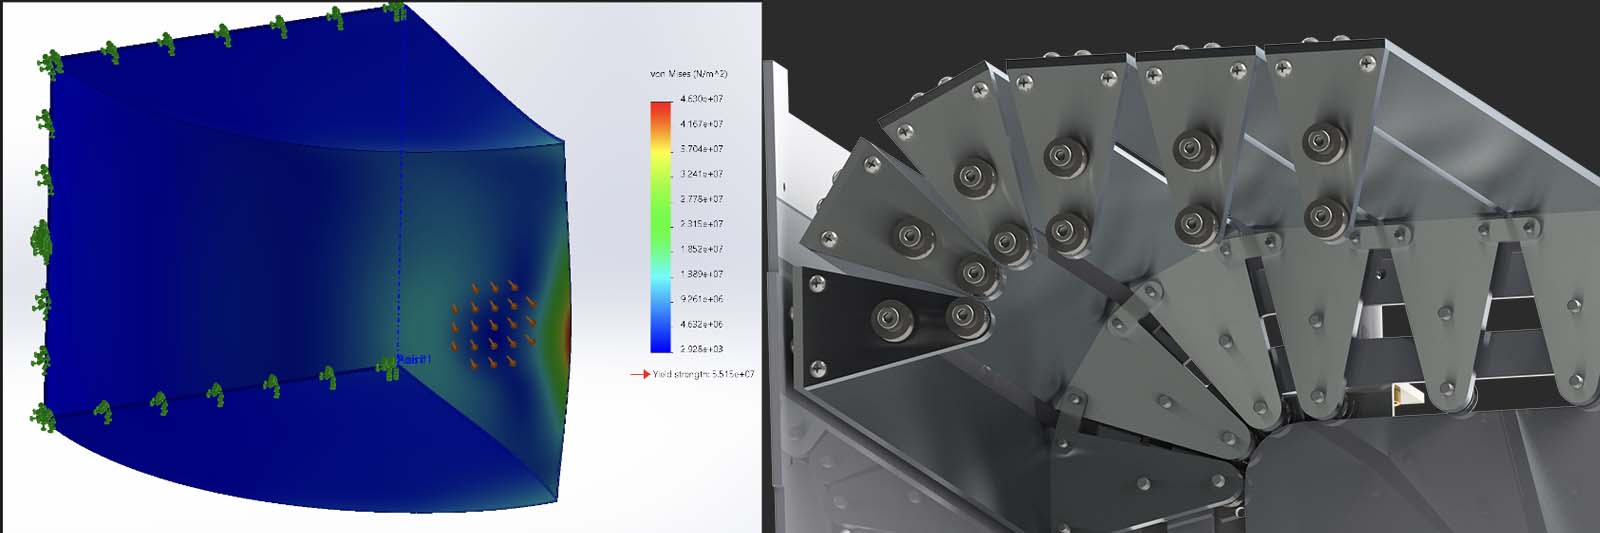 von Mises (N/m^2)
4.630e+07
4.167e+07
3.704e+07
3.241e+07
2.778e+07
2.315e+07
1.852e+07
1.389e+07
9.261e+06
4.632e+06
2.928e+03
Yield strength: 5.515e+07